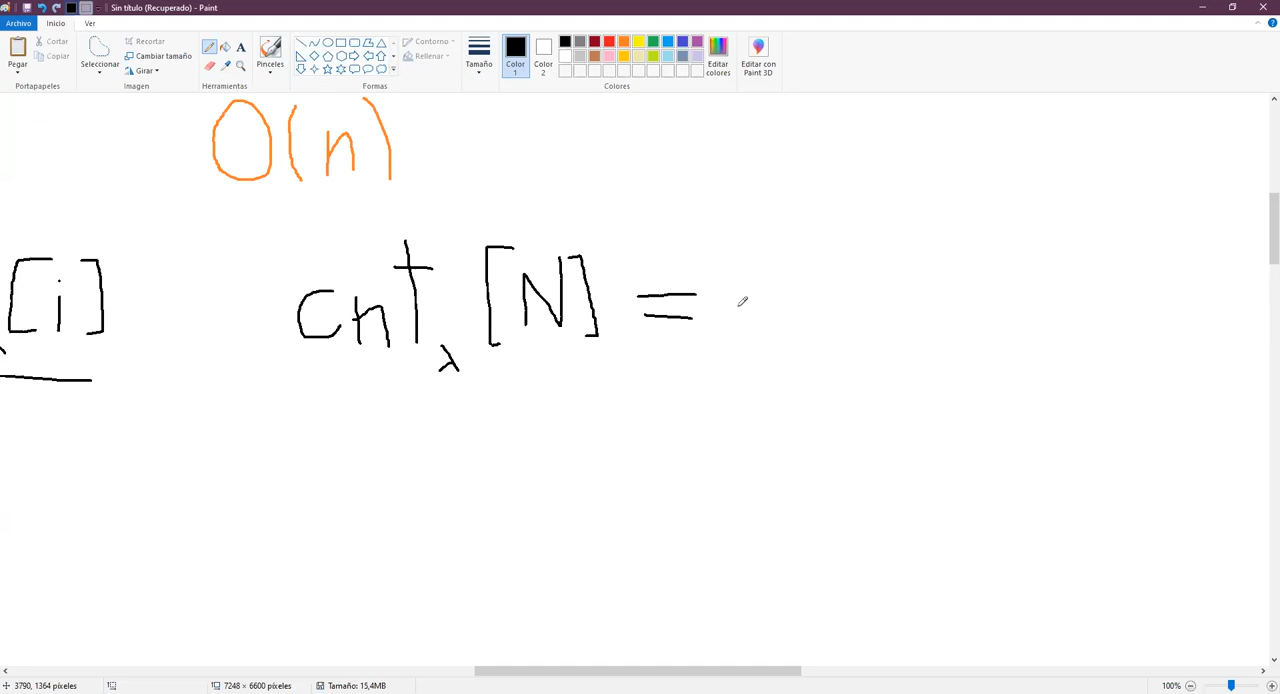 Sin título (Recuperado) - Paint
Archivo Inicio Ver
Pegar
Cortar
Copiar
Portapapeles
Seleccionar
Recortar
Cambiar tamaño
Girar
Imagen
A
Herramientas
Pinceles
Contorno
Rellenar
Formas
Tamaño
Color 1
Color 2
Editar colores
Colores
Editar con Paint 3D
O(n)
[i]
cnt λ [N] =
3790, 1364 píxeles
7248 × 6600 píxeles
Tamaño: 15,4MB
100%